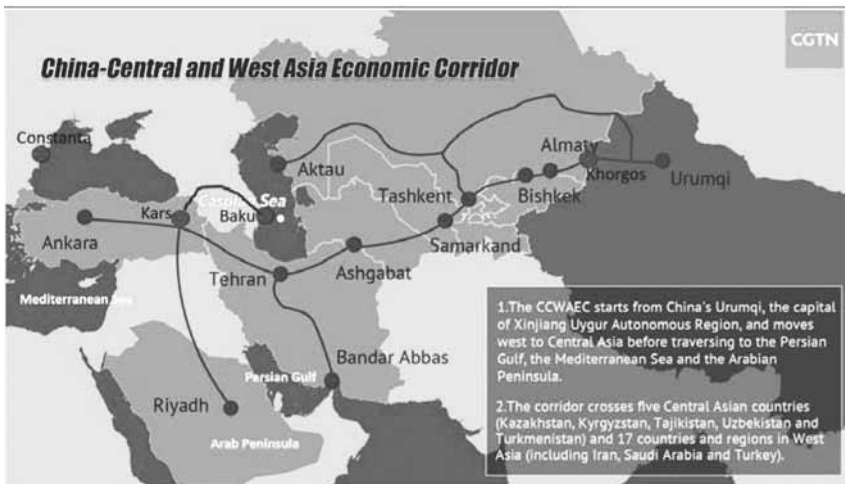 CGTN
China-Central and West Asia Economic Corridor
Constanta
Almaty
Aktau
Khorgos
Urumqi
Tashkent
Bishkek
Caspian Sea
Kars
Baku
Ankara
Samarkand
Tehran
Ashgabat
Mediterranean Sea
1.The CCWAEC starts from China's Urumqi, the capital
of Xinjiang Uygur Autonomous Region, and moves
west to Central Asia before traversing to the Persian
Gulf, the Mediterranean Sea and the Arabian
Peninsula.
Bandar Abbas
Persian Gulf
Riyadh
2.The corridor crosses five Central Asian countries
(Kazakhstan, Kyrgyzstan, Tajikistan, Uzbekistan and
Turkmenistan) and 17 countries and regions in West
Asia (including Iran, Saudi Arabia and Turkey).
Arab Peninsula